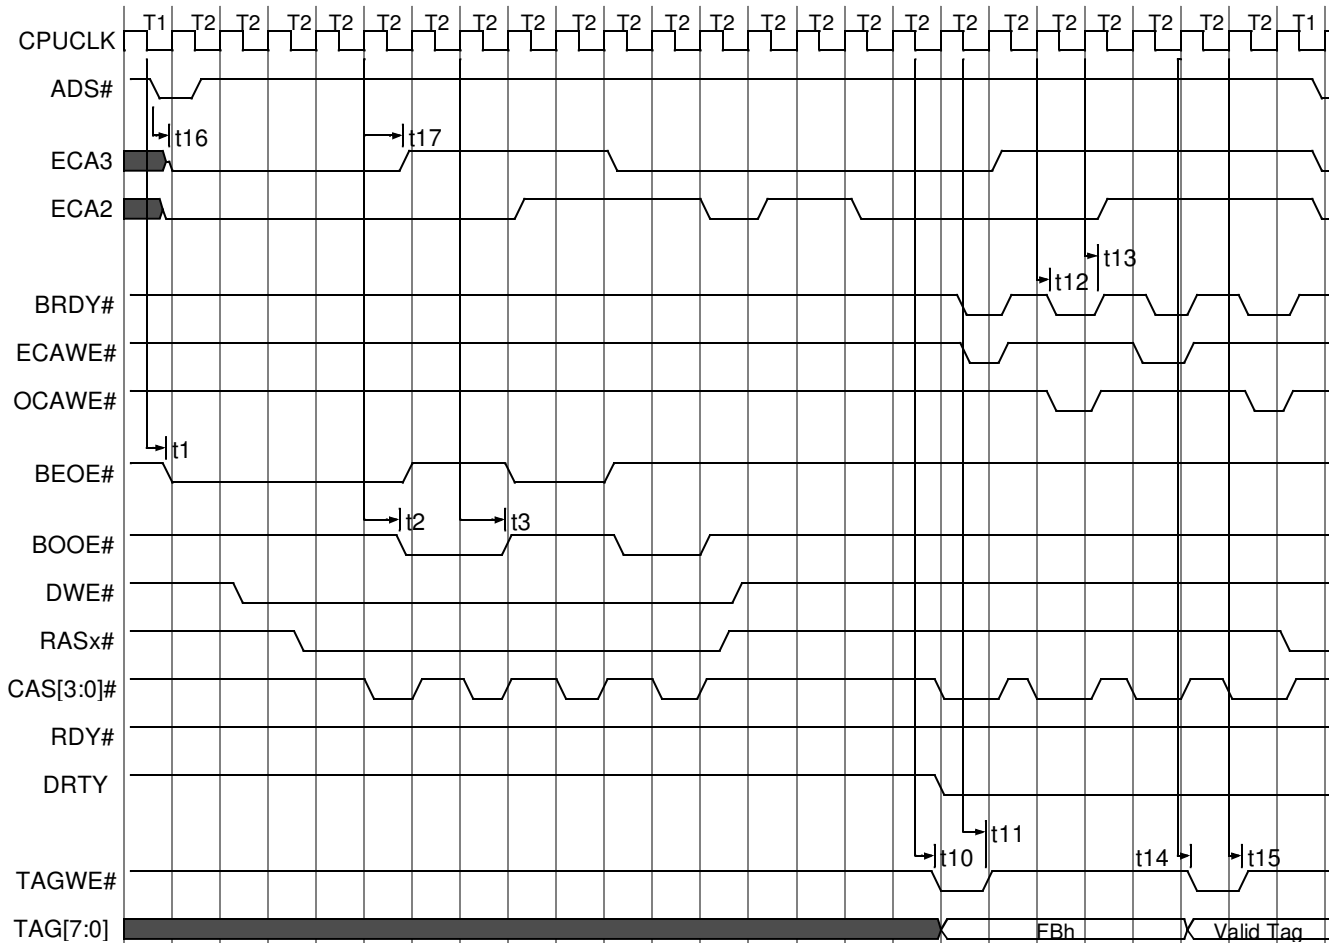 T1 T2 T2 T2 T2 T2 T2 T2 T2 T2 T2 T2 T2 T2 T2 T2 T2 T2 T2 T2 T2 T2 T2 T2 T1
CPUCLK
ADS#
t16 t17
ECA3
ECA2
t13
t12
BRDY#
ECAWE#
OCAWE#
t1
BEOE#
t2 t3
BOOE#
DWE#
RASx#
CAS[3:0]#
RDY#
DRTY
t11
t10 t14 t15
TAGWE#
TAG[7:0] FBh Valid Tag